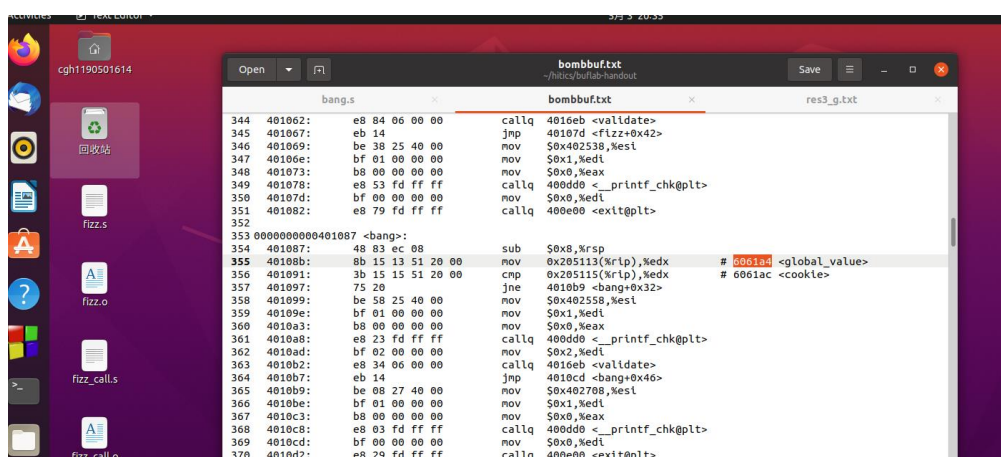 Activities Text Editor
3月 3 20:33
cgh1190501614
回收站
fizz.s
fizz.o
fizz_call.s
fizz_call.o
Open
bombbuf.txt
~/hitics/buflab-handout
Save
bang.s × bombbuf.txt × res3_g.txt ×
344 401062: e8 84 06 00 00 callq 4016eb <validate>
345 401067: eb 14 jmp 40107d <fizz+0x42>
346 401069: be 38 25 40 00 mov $0x402538,%esi
347 40106e: bf 01 00 00 00 mov $0x1,%edi
348 401073: b8 00 00 00 00 mov $0x0,%eax
349 401078: e8 53 fd ff ff callq 400dd0 <__printf_chk@plt>
350 40107d: bf 00 00 00 00 mov $0x0,%edi
351 401082: e8 79 fd ff ff callq 400e00 <exit@plt>
352
353 0000000000401087 <bang>:
354 401087: 48 83 ec 08 sub $0x8,%rsp
355 40108b: 8b 15 13 51 20 00 mov 0x205113(%rip),%edx # 6061a4 <global_value>
356 401091: 3b 15 15 51 20 00 cmp 0x205115(%rip),%edx # 6061ac <cookie>
357 401097: 75 20 jne 4010b9 <bang+0x32>
358 401099: be 58 25 40 00 mov $0x402558,%esi
359 40109e: bf 01 00 00 00 mov $0x1,%edi
360 4010a3: b8 00 00 00 00 mov $0x0,%eax
361 4010a8: e8 23 fd ff ff callq 400dd0 <__printf_chk@plt>
362 4010ad: bf 02 00 00 00 mov $0x2,%edi
363 4010b2: e8 34 06 00 00 callq 4016eb <validate>
364 4010b7: eb 14 jmp 4010cd <bang+0x46>
365 4010b9: be 08 27 40 00 mov $0x402708,%esi
366 4010be: bf 01 00 00 00 mov $0x1,%edi
367 4010c3: b8 00 00 00 00 mov $0x0,%eax
368 4010c8: e8 03 fd ff ff callq 400dd0 <__printf_chk@plt>
369 4010cd: bf 00 00 00 00 mov $0x0,%edi
370 4010d2: e8 29 fd ff ff callq 400e00 <exit@plt>